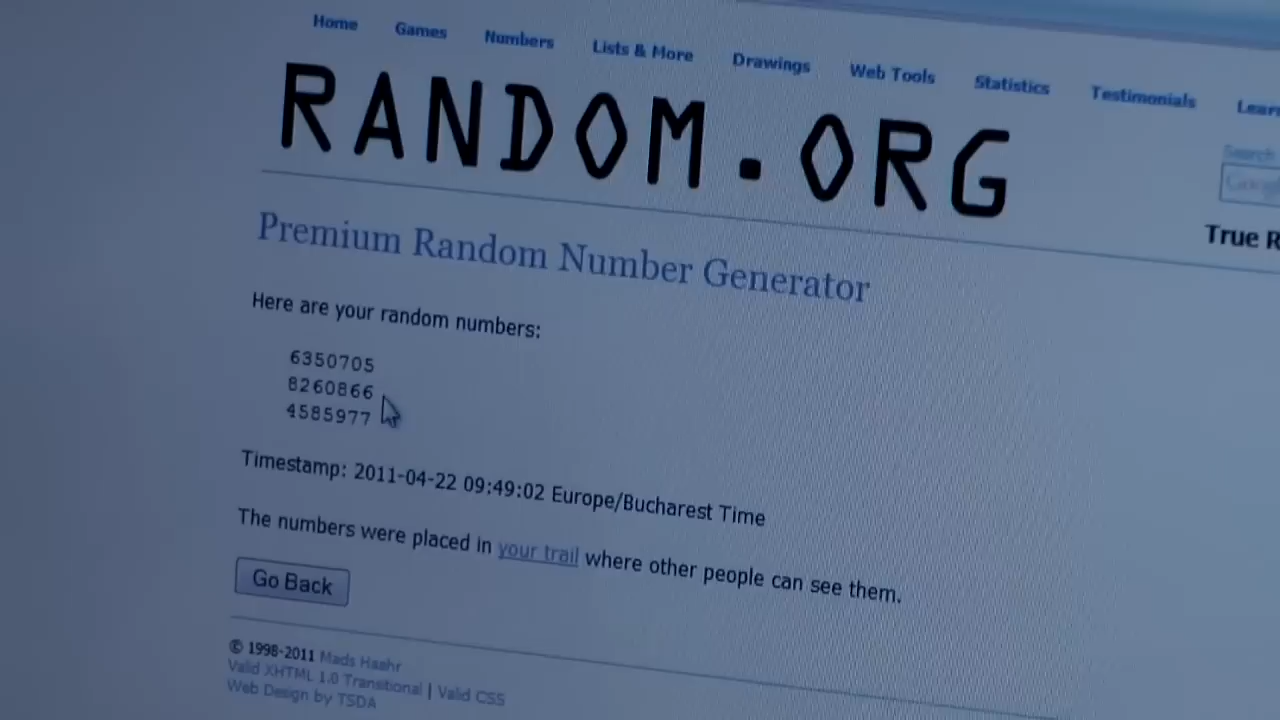 Home Games Numbers Lists & More Drawings Web Tools Statistics Testimonials
RANDOM.ORG
Search
True
Premium Random Number Generator
Here are your random numbers:
6350705
8260866
4585977
Timestamp: 2011-04-22 09:49:02 Europe/Bucharest Time
The numbers were placed in your trail where other people can see them.
Go Back
© 1998-2011 Mads Haahr
Valid XHTML 1.0 Transitional | Valid CSS
Web Design by TSDA